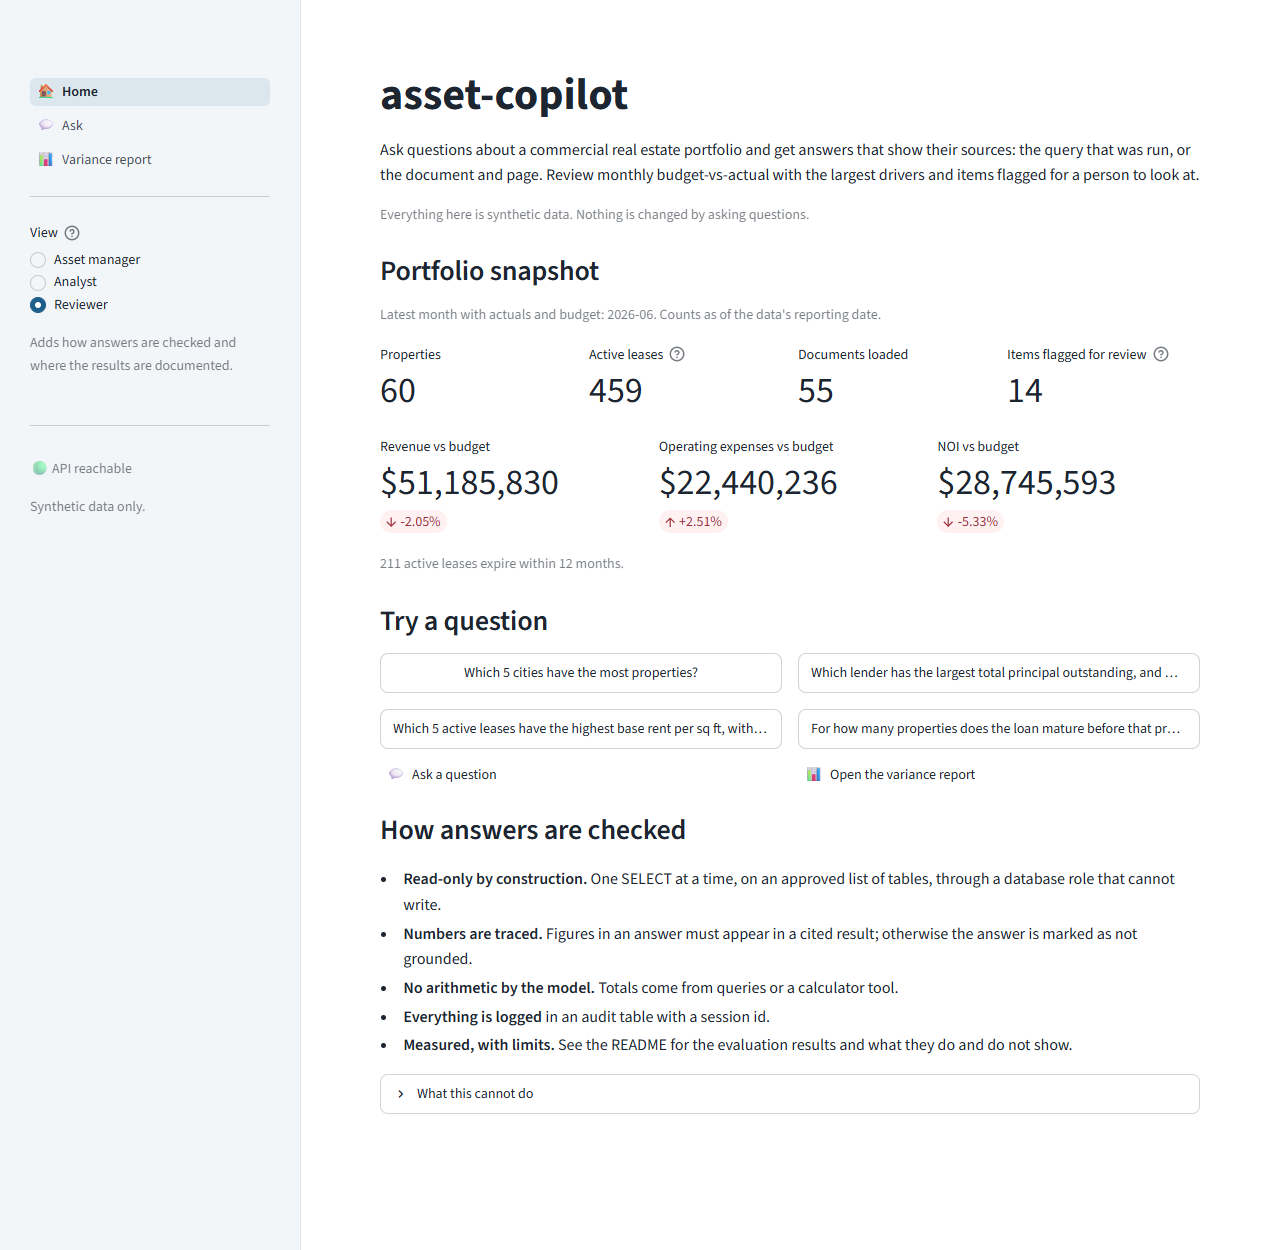 Home
Ask
Variance report
View
Asset manager
Analyst
Reviewer
Adds how answers are checked and
where the results are documented.
API reachable
Synthetic data only.
asset-copilot
Ask questions about a commercial real estate portfolio and get answers that show their sources: the query that was run, or
the document and page. Review monthly budget-vs-actual with the largest drivers and items flagged for a person to look at.
Everything here is synthetic data. Nothing is changed by asking questions.
Portfolio snapshot
Latest month with actuals and budget: 2026-06. Counts as of the data's reporting date.
Properties
60
Active leases
459
Documents loaded
55
Items flagged for review
14
Revenue vs budget
$51,185,830
↓ -2.05%
Operating expenses vs budget
$22,440,236
↑ +2.51%
NOI vs budget
$28,745,593
↓ -5.33%
211 active leases expire within 12 months.
Try a question
Which 5 cities have the most properties?
Which lender has the largest total principal outstanding, and ...
Which 5 active leases have the highest base rent per sq ft, with...
For how many properties does the loan mature before that pr...
Ask a question
Open the variance report
How answers are checked
• Read-only by construction. One SELECT at a time, on an approved list of tables, through a database role that cannot
write.
• Numbers are traced. Figures in an answer must appear in a cited result; otherwise the answer is marked as not
grounded.
• No arithmetic by the model. Totals come from queries or a calculator tool.
• Everything is logged in an audit table with a session id.
• Measured, with limits. See the README for the evaluation results and what they do and do not show.
What this cannot do